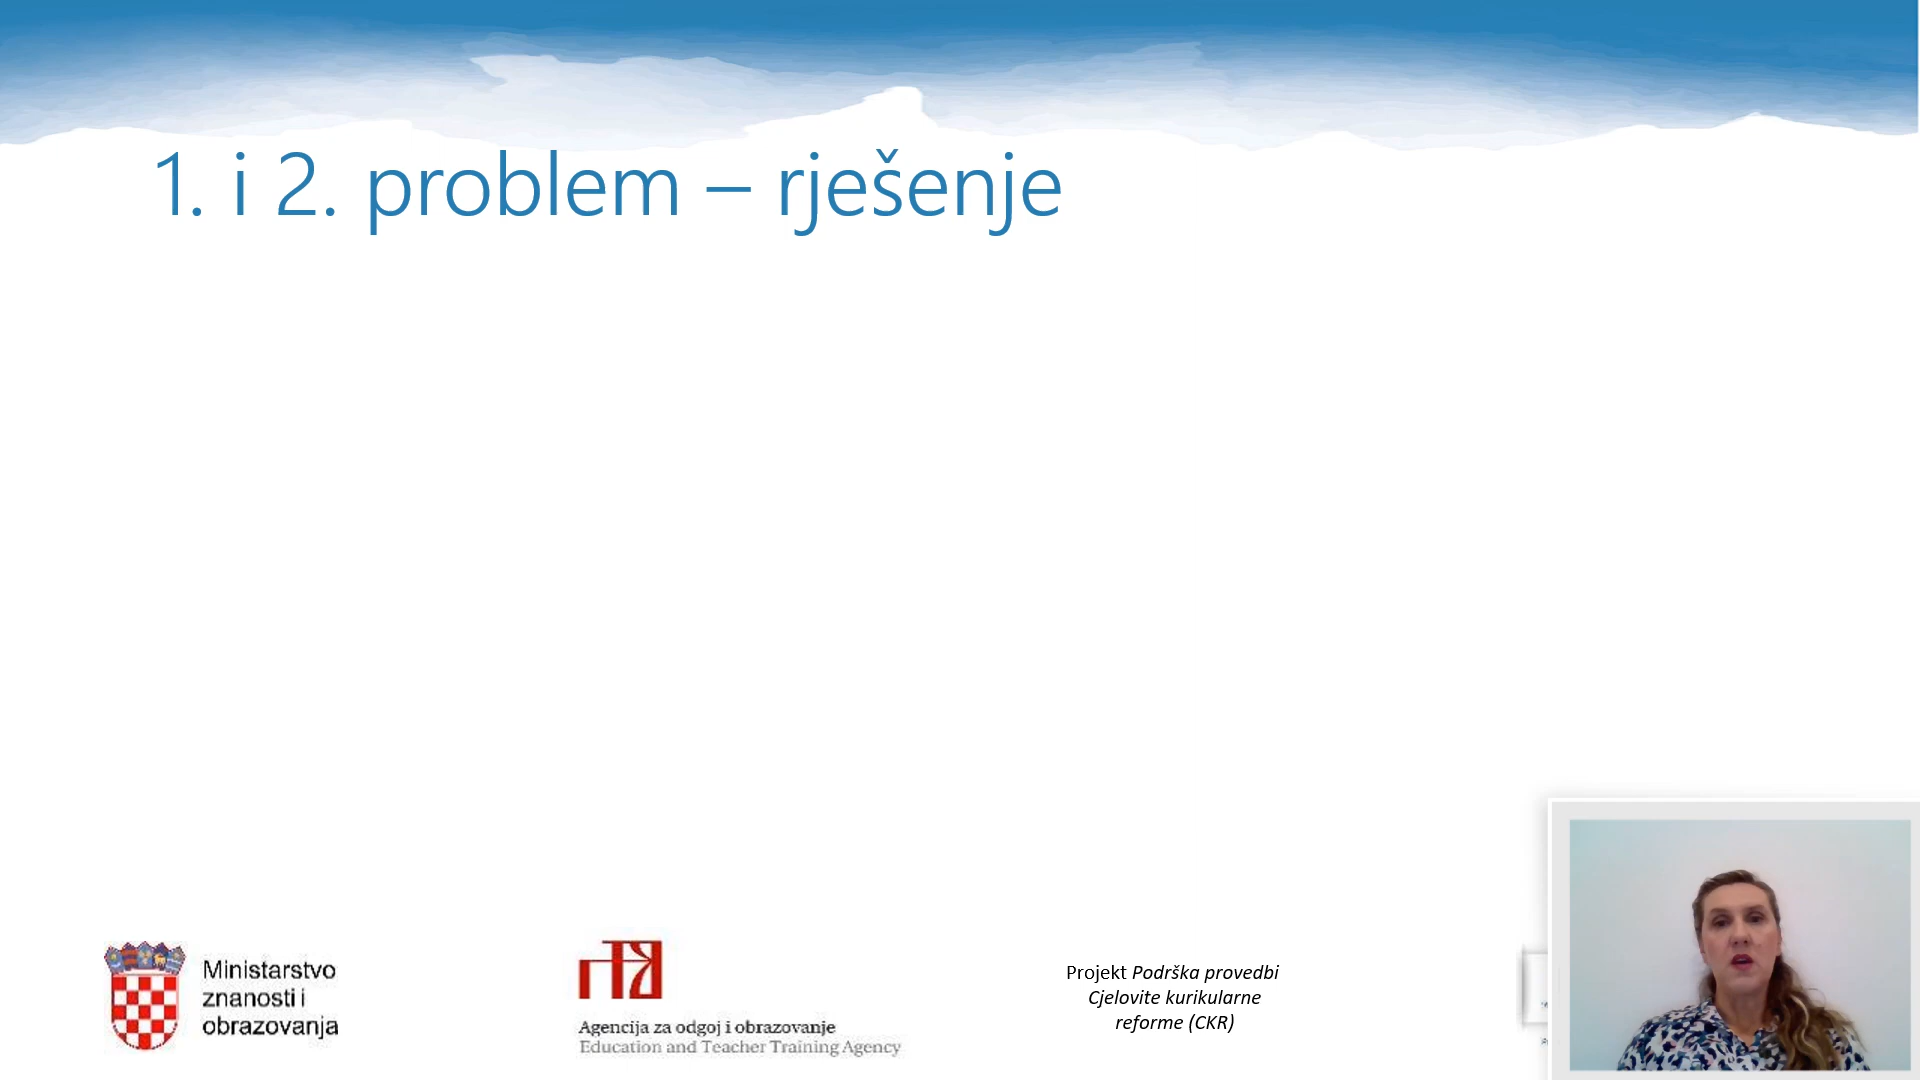 1. i 2. problem – rješenje
Ministarstvo
znanosti i
obrazovanja
Agencija za odgoj i obrazovanje
Education and Teacher Training Agency
Projekt Podrška provedbi
Cjelovite kurikularne
reforme (CKR)